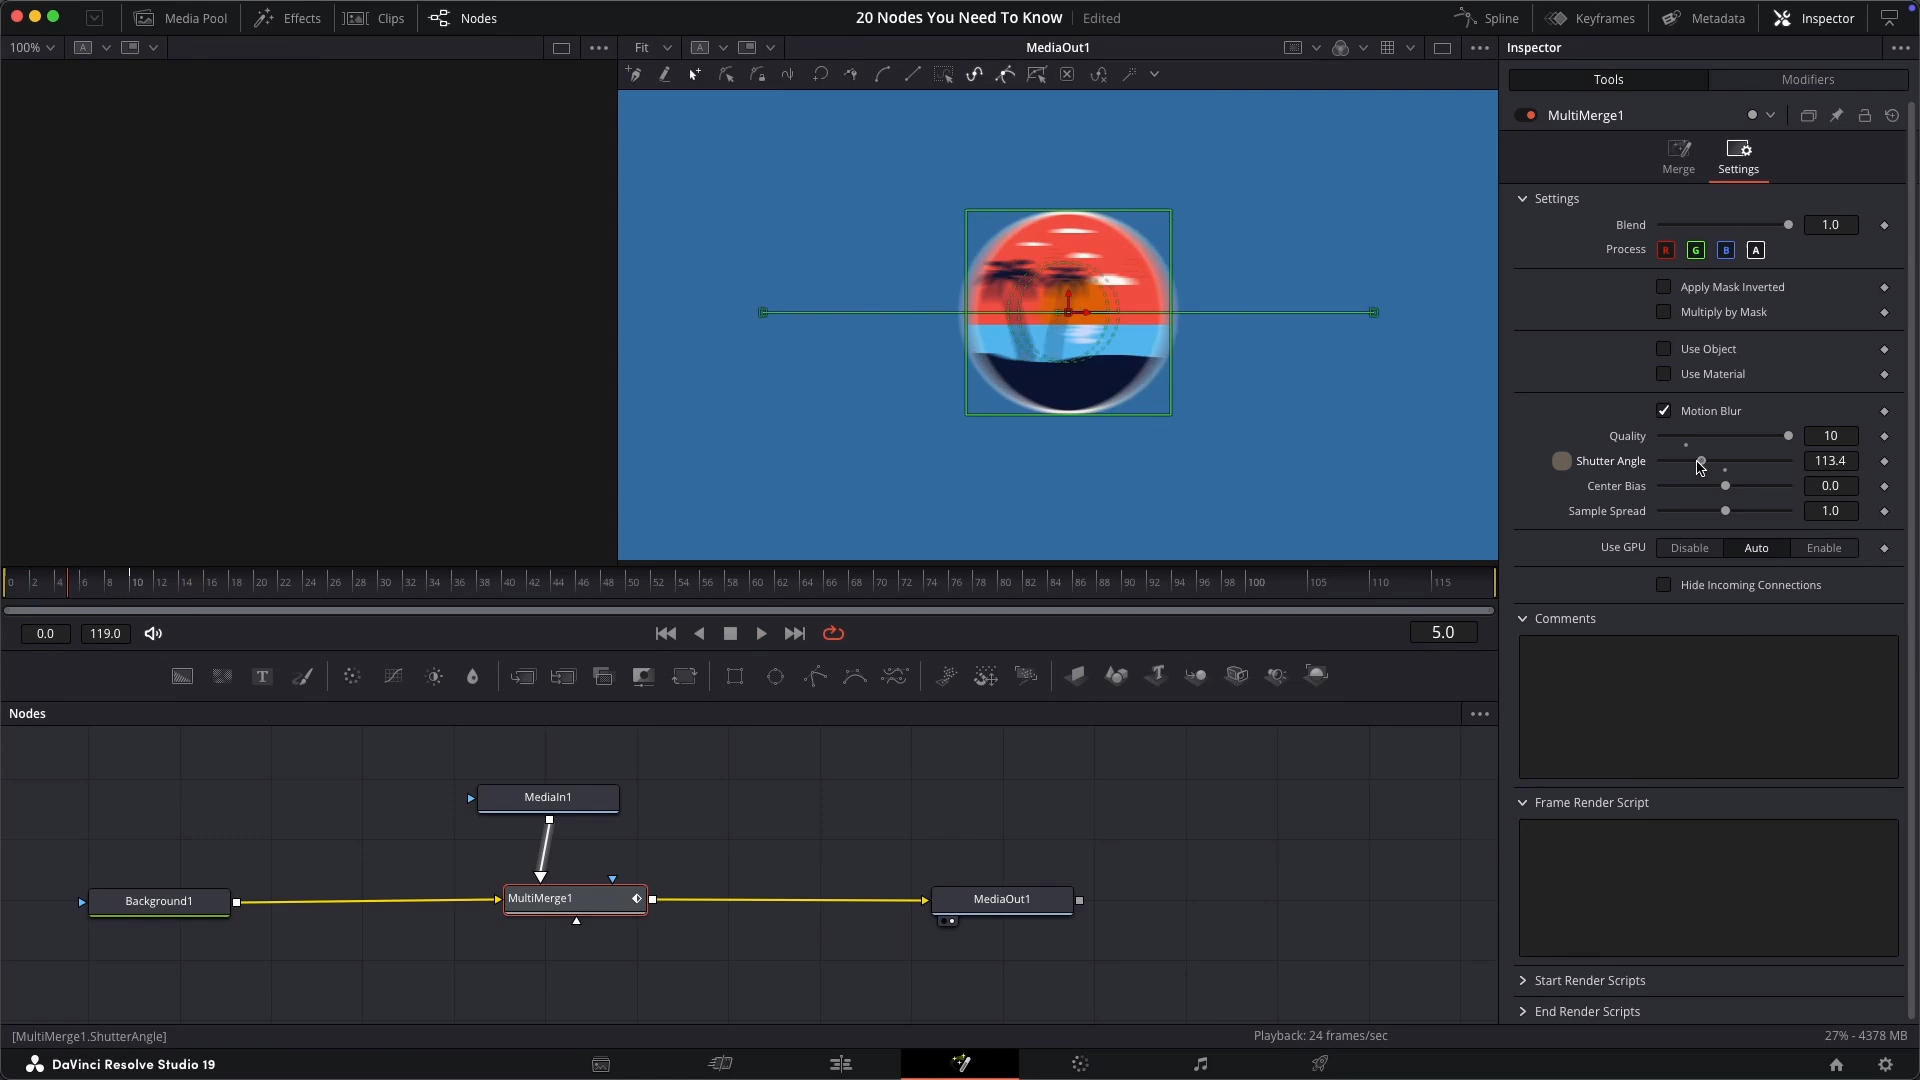 Media Pool
Effects
Clips
Nodes
20 Nodes You Need To Know
Edited
Spline
Keyframes
Metadata
Inspector
100%
A
Fit
A
MediaOut1
Inspector
Tools
Modifiers
MultiMerge1
Merge
Settings
Settings
Blend
1.0
Process
R
G
B
A
Apply Mask Inverted
Multiply by Mask
Use Object
Use Material
Motion Blur
Quality
10
Shutter Angle
113.4
Center Bias
0.0
Sample Spread
1.0
Use GPU
Disable
Auto
Enable
Hide Incoming Connections
Comments
Frame Render Script
Start Render Scripts
End Render Scripts
0 2 4 6 8 10 12 14 16 18 20 22 24 26 28 30 32 34 36 38 40 42 44 46 48 50 52 54 56 58 60 62 64 66 68 70 72 74 76 78 80 82 84 86 88 90 92 94 96 98 100 105 110 115
0.0
119.0
5.0
T
T
Nodes
MediaIn1
Background1
MultiMerge1
MediaOut1
[MultiMerge1.ShutterAngle]
Playback: 24 frames/sec
27% - 4378 MB
DaVinci Resolve Studio 19